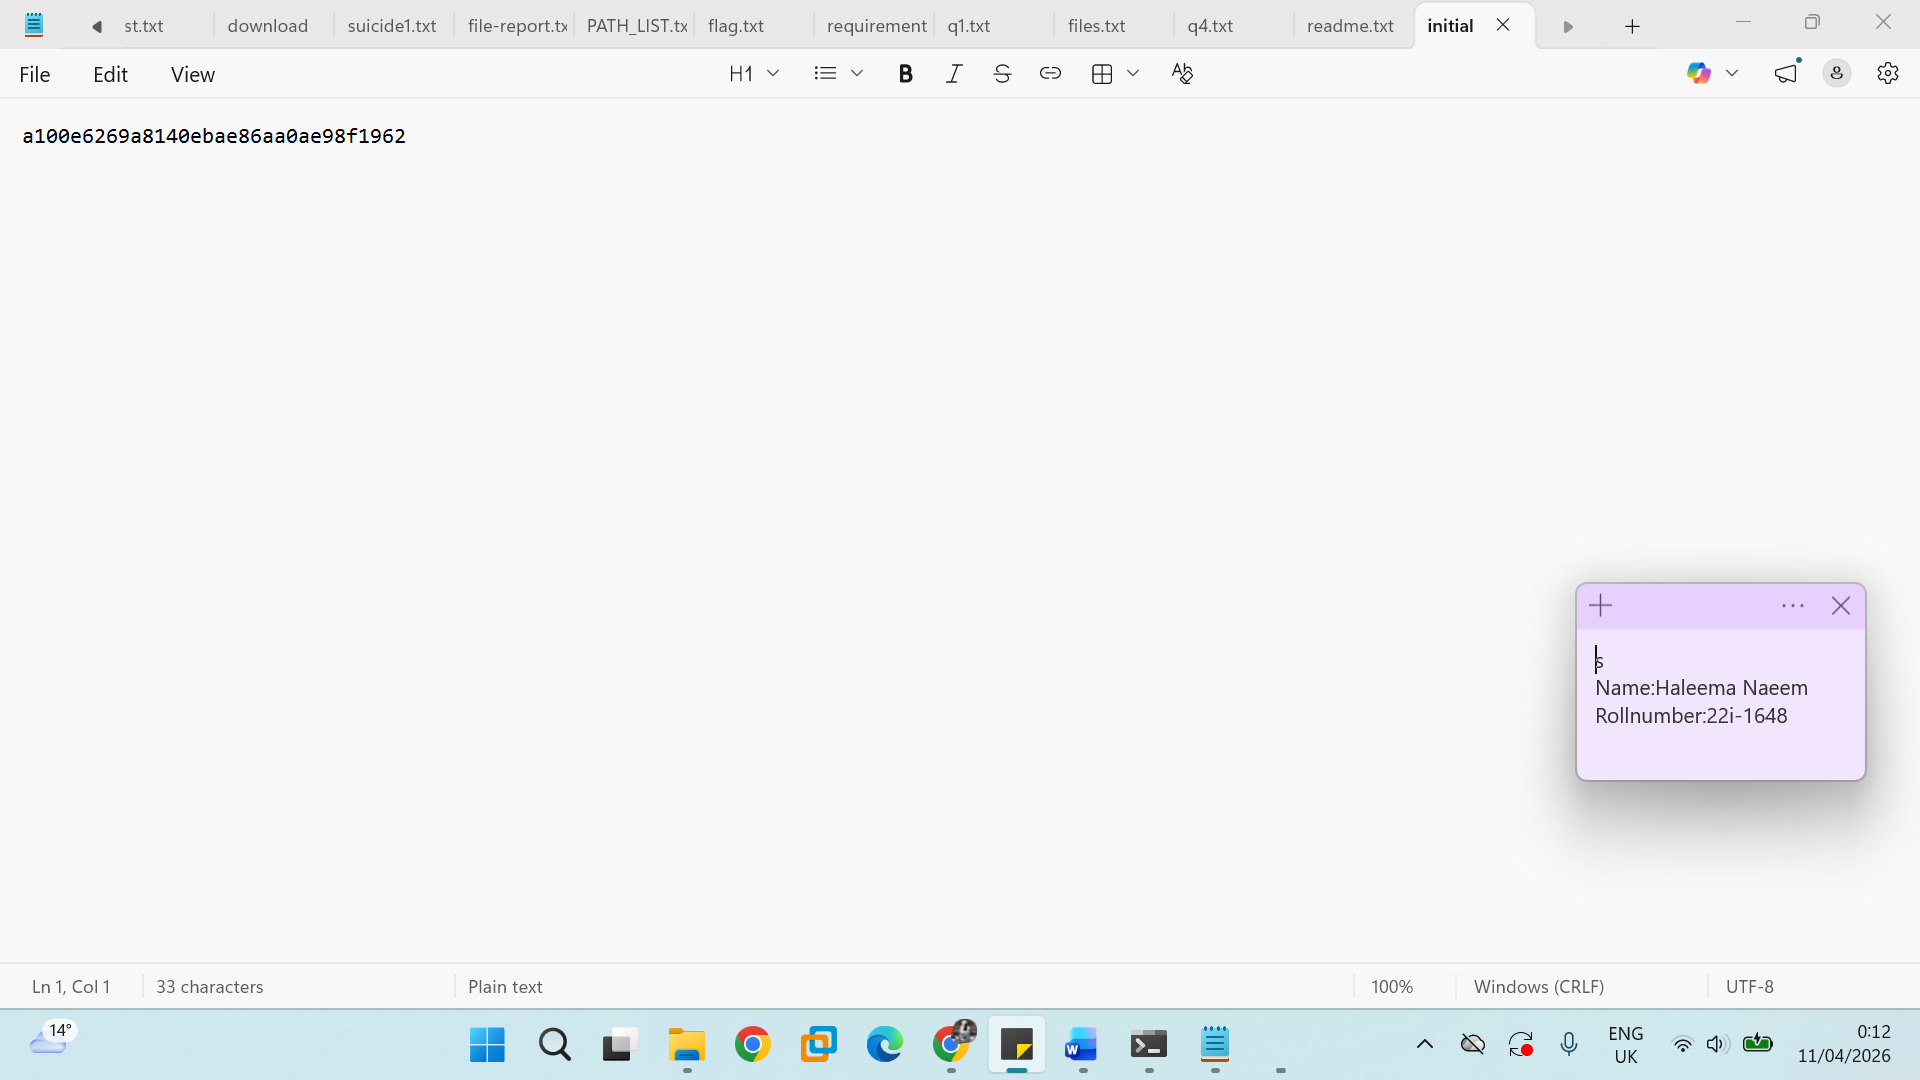 st.txt
download
suicide1.txt
file-report.tx
PATH_LIST.tx
flag.txt
requirement
q1.txt
files.txt
q4.txt
readme.txt
initial
File
Edit
View
H1
a100e6269a8140ebae86aa0ae98f1962
s
Name:Haleema Naeem
Rollnumber:22i-1648
Ln 1, Col 1
33 characters
Plain text
100%
Windows (CRLF)
UTF-8
14°
ENG
UK
0:12
11/04/2026